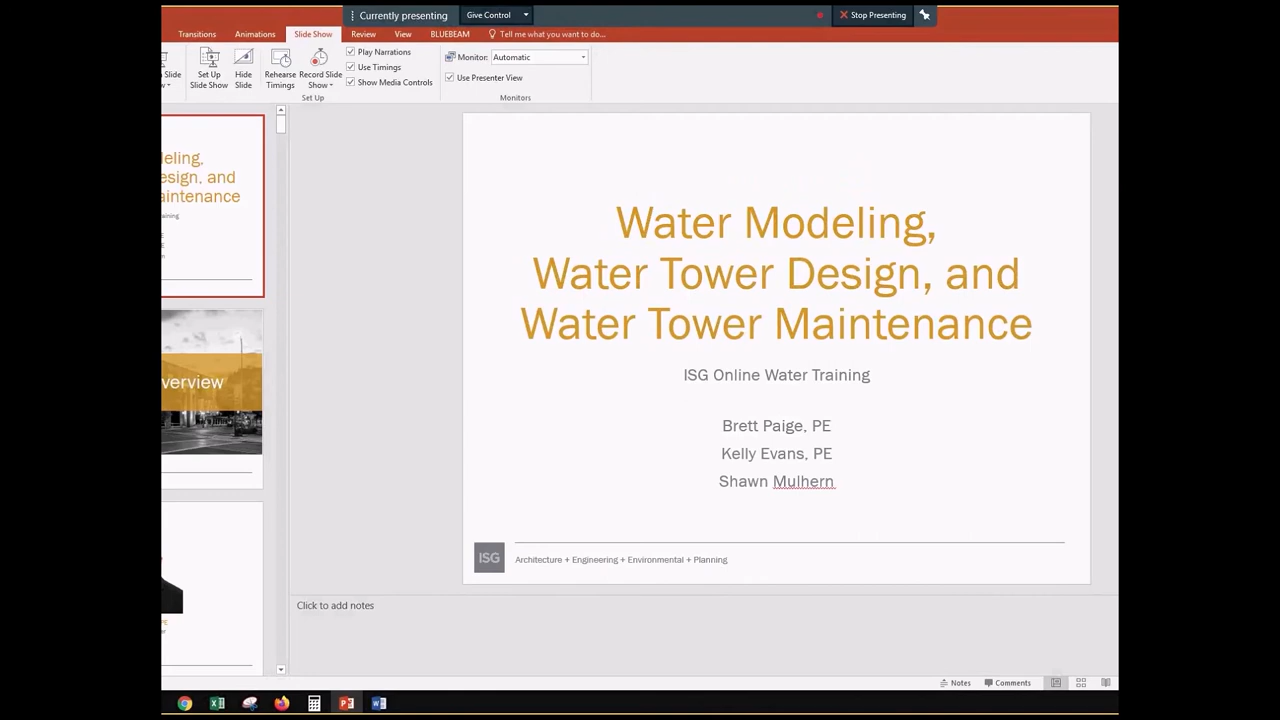 Currently presenting
Give Control
Stop Presenting
Transitions
Animations
Slide Show
Review
View
BLUEBEAM
Tell me what you want to do...
Slide
Set Up
Slide Show
Hide
Slide
Rehearse
Timings
Record Slide
Show
Play Narrations
Use Timings
Show Media Controls
Set Up
Monitor:
Automatic
Use Presenter View
Monitors
eling,
esign, and
aintenance
aining
verview
Water Modeling,
Water Tower Design, and
Water Tower Maintenance
ISG Online Water Training
Brett Paige, PE
Kelly Evans, PE
Shawn Mulhern
ISG
Architecture + Engineering + Environmental + Planning
Click to add notes
Notes
Comments